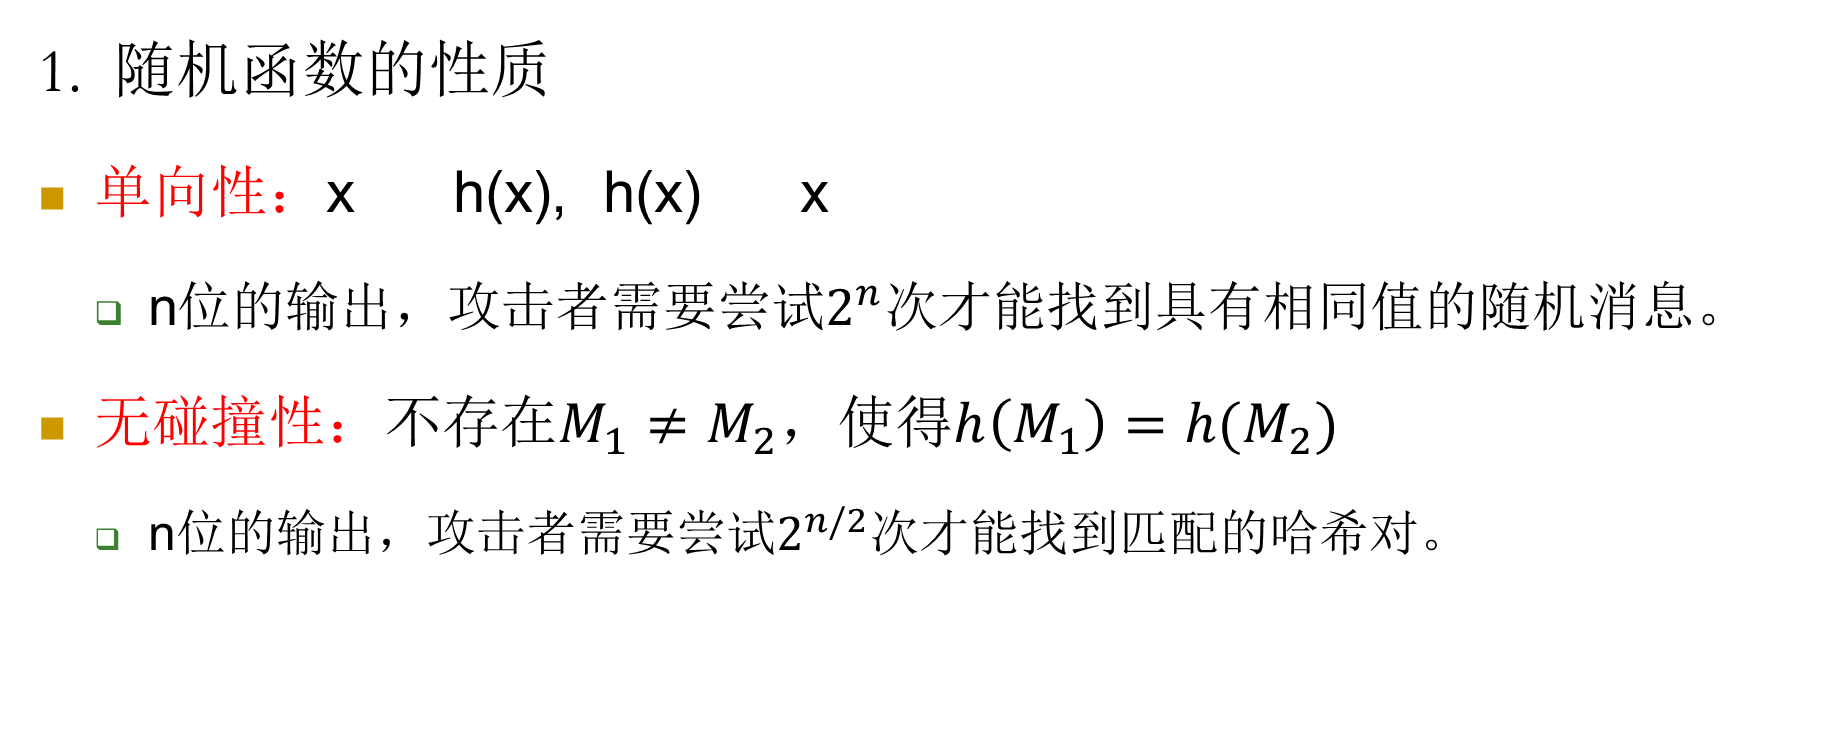 1. 随机函数的性质
单向性：x h(x), h(x) x
n位的输出，攻击者需要尝试2ⁿ次才能找到具有相同值的随机消息。
无碰撞性：不存在M₁ ≠ M₂，使得h(M₁) = h(M₂)
n位的输出，攻击者需要尝试2^{n/2}次才能找到匹配的哈希对。